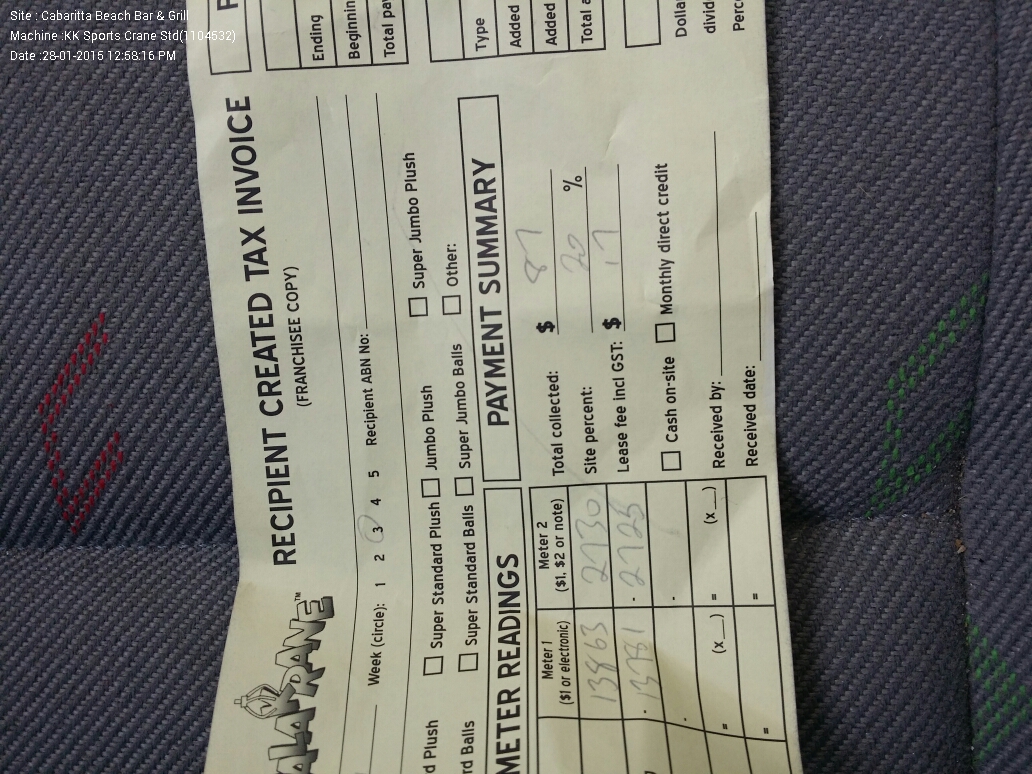 Site : Cabaritta Beach Bar & Grill
Machine :KK Sports Crane Std(1104532)
Date :28-01-2015 12:58:16 PM
RECIPIENT CREATED TAX INVOICE
(FRANCHISEE COPY)
Week (circle): 1 2 3 4 5 Recipient ABN No:
d Plush Super Standard Plush Jumbo Plush Super Jumbo Plush
rd Balls Super Standard Balls Super Jumbo Balls Other:
METER READINGS
Meter 1
($1 or electronic)
Meter 2
($1, $2 or note)
13863 2730
13781 2725
(x__) (x__)
= =
= =
PAYMENT SUMMARY
Total collected: $ 87
Site percent: 20 %
Lease fee incl GST: $ 17
Cash on-site Monthly direct credit
Received by:
Received date:
Ending
Beginnin
Total pa
Type
Added
Added
Total a
Dolla
divid
Perc